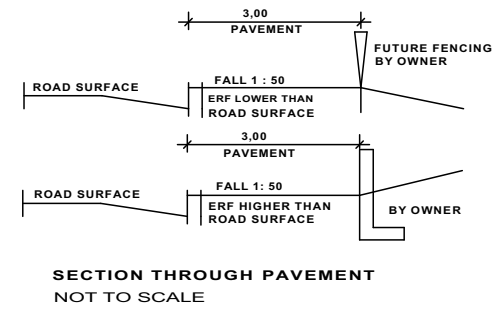 3,00
PAVEMENT
FUTURE FENCING
BY OWNER
ROAD SURFACE
FALL 1 : 50
ERF LOWER THAN
ROAD SURFACE
3,00
PAVEMENT
ROAD SURFACE
FALL 1: 50
ERF HIGHER THAN
ROAD SURFACE
BY OWNER
SECTION THROUGH PAVEMENT
NOT TO SCALE